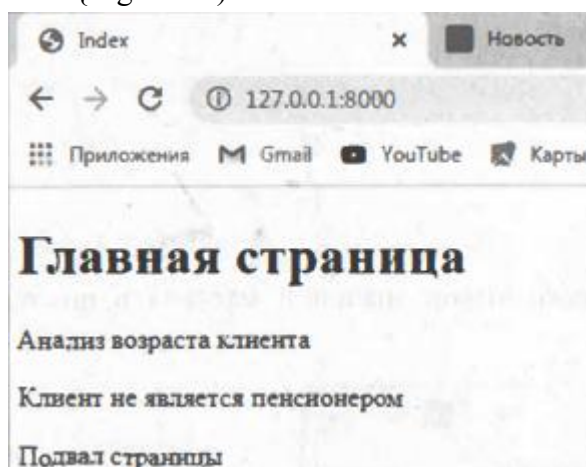 Index × Новость
127.0.0.1:8000
Приложения Gmail YouTube Карты
Главная страница
Анализ возраста клиента
Клиент не является пенсионером
Подвал страницы